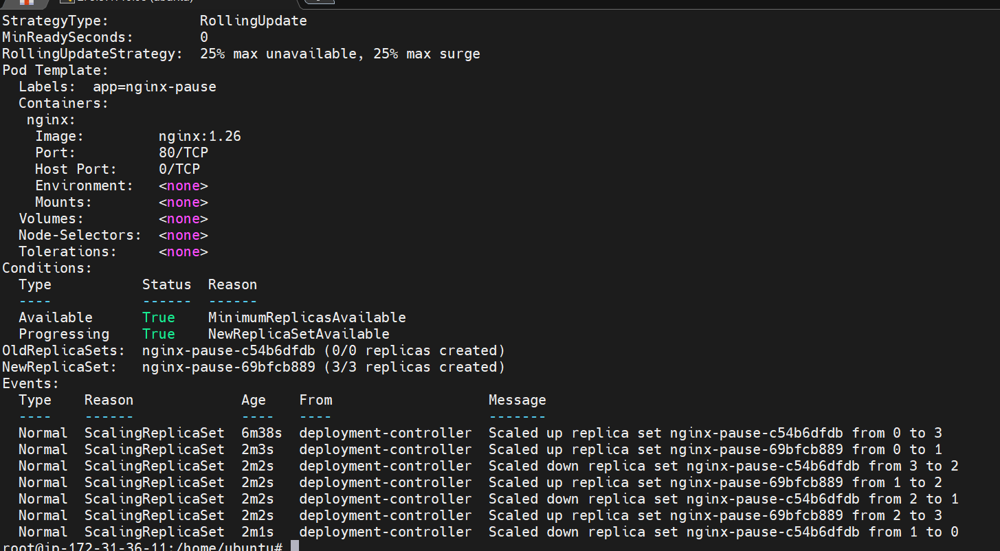 StrategyType:           RollingUpdate
MinReadySeconds:        0
RollingUpdateStrategy:  25% max unavailable, 25% max surge
Pod Template:
  Labels:  app=nginx-pause
  Containers:
   nginx:
    Image:         nginx:1.26
    Port:          80/TCP
    Host Port:     0/TCP
    Environment:   <none>
    Mounts:        <none>
  Volumes:         <none>
  Node-Selectors:  <none>
  Tolerations:     <none>
Conditions:
  Type           Status  Reason
  ----           ------  ------
  Available      True    MinimumReplicasAvailable
  Progressing    True    NewReplicaSetAvailable
OldReplicaSets:  nginx-pause-c54b6dfdb (0/0 replicas created)
NewReplicaSet:   nginx-pause-69bfcb889 (3/3 replicas created)
Events:
  Type    Reason             Age    From                   Message
  ----    ------             ----   ----                   -------
  Normal  ScalingReplicaSet  6m38s  deployment-controller  Scaled up replica set nginx-pause-c54b6dfdb from 0 to 3
  Normal  ScalingReplicaSet  2m3s   deployment-controller  Scaled up replica set nginx-pause-69bfcb889 from 0 to 1
  Normal  ScalingReplicaSet  2m2s   deployment-controller  Scaled down replica set nginx-pause-c54b6dfdb from 3 to 2
  Normal  ScalingReplicaSet  2m2s   deployment-controller  Scaled up replica set nginx-pause-69bfcb889 from 1 to 2
  Normal  ScalingReplicaSet  2m2s   deployment-controller  Scaled down replica set nginx-pause-c54b6dfdb from 2 to 1
  Normal  ScalingReplicaSet  2m2s   deployment-controller  Scaled up replica set nginx-pause-69bfcb889 from 2 to 3
  Normal  ScalingReplicaSet  2m1s   deployment-controller  Scaled down replica set nginx-pause-c54b6dfdb from 1 to 0
root@ip-172-31-36-11:/home/ubuntu#